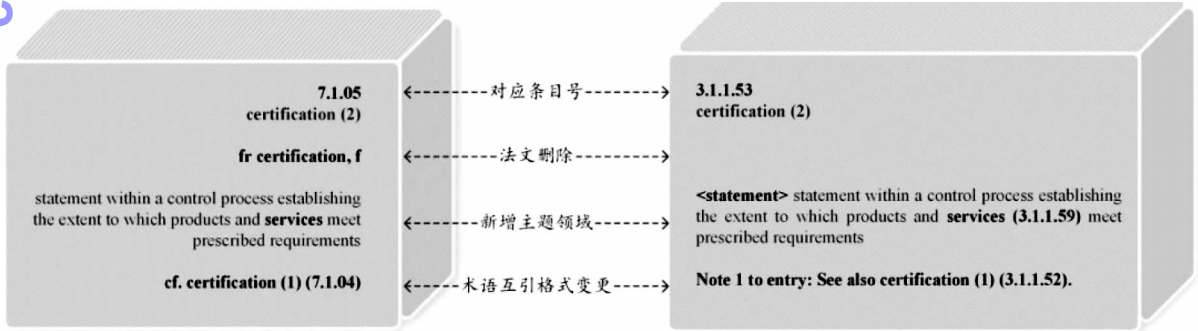 7.1.05
certification (2)
fr certification, f
statement within a control process establishing
the extent to which products and services meet
prescribed requirements
cf. certification (1) (7.1.04)
对应条目号
法文删除
新增主题领域
术语互引格式变更
3.1.1.53
certification (2)
<statement> statement within a control process establishing
the extent to which products and services (3.1.1.59) meet
prescribed requirements
Note 1 to entry: See also certification (1) (3.1.1.52).